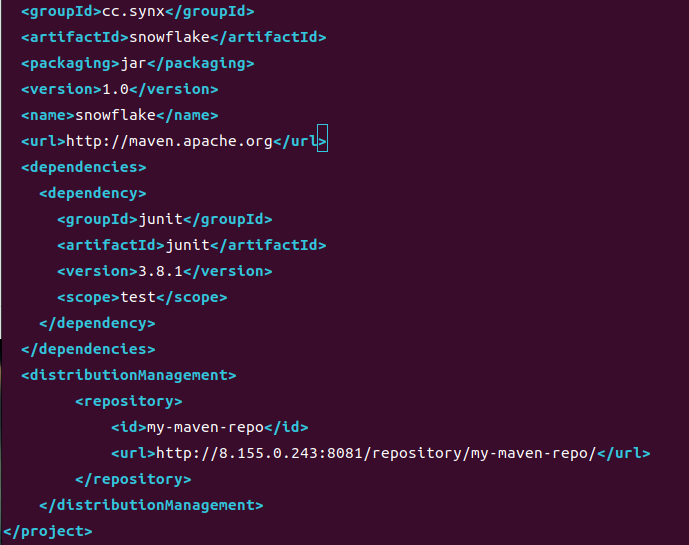 <groupId>cc.synx</groupId>
<artifactId>snowflake</artifactId>
<packaging>jar</packaging>
<version>1.0</version>
<name>snowflake</name>
<url>http://maven.apache.org</url>
<dependencies>
<dependency>
<groupId>junit</groupId>
<artifactId>junit</artifactId>
<version>3.8.1</version>
<scope>test</scope>
</dependency>
</dependencies>
<distributionManagement>
<repository>
<id>my-maven-repo</id>
<url>http://8.155.0.243:8081/repository/my-maven-repo/</url>
</repository>
</distributionManagement>
</project>